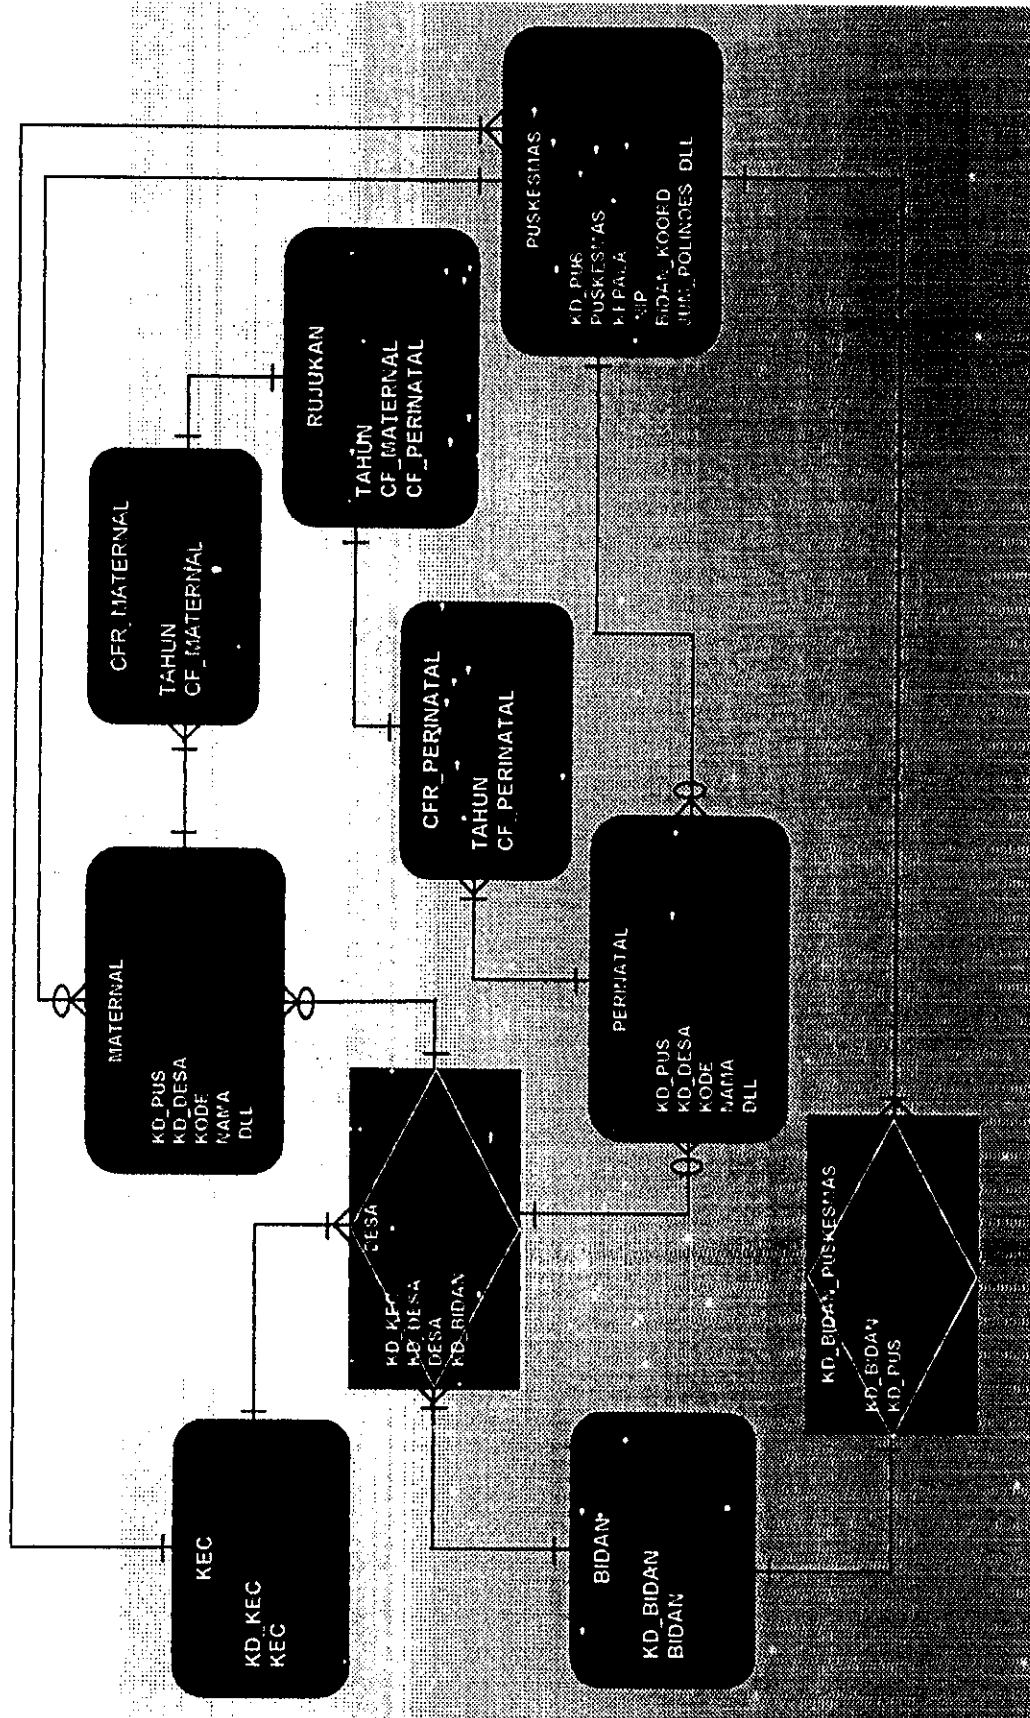 KEC
KD_KEC
KEC
MATERNAL
KD_PUS
KD_DESA
KODE
NAMA
DLL
CFR_MATERNAL
TAHUN
CF_MATERNAL
RUJUKAN
TAHUN
CF_MATERNAL
CF_PERINATAL
DESA
KD_KEC
KD_DESA
DESA
KD_BIDAN
CFR_PERINATAL
TAHUN
CF_PERINATAL
PUSKESMAS
KD_PUS
PUSKESMAS
KEPALA
NIP
BIDAN_KOORD
JUM_POLINDES DLL
BIDAN
KD_BIDAN
BIDAN
PERINATAL
KD_PUS
KD_DESA
KODE
NAMA
DLL
KD_BIDAN_PUSKESMAS
KD_BIDAN
KD_PUS